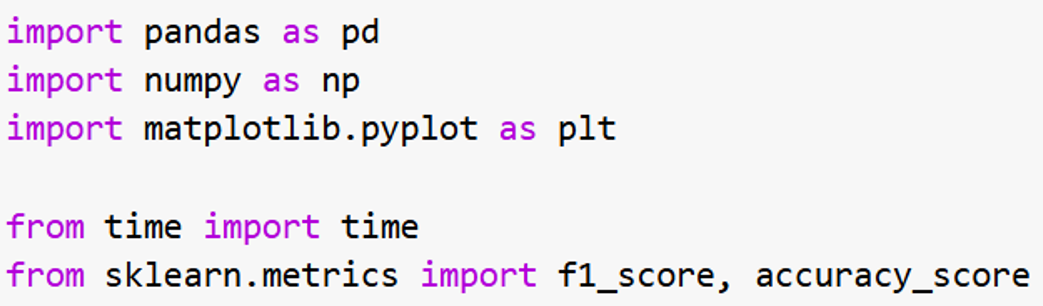 import pandas as pd
import numpy as np
import matplotlib.pyplot as plt
from time import time
from sklearn.metrics import f1_score, accuracy_score